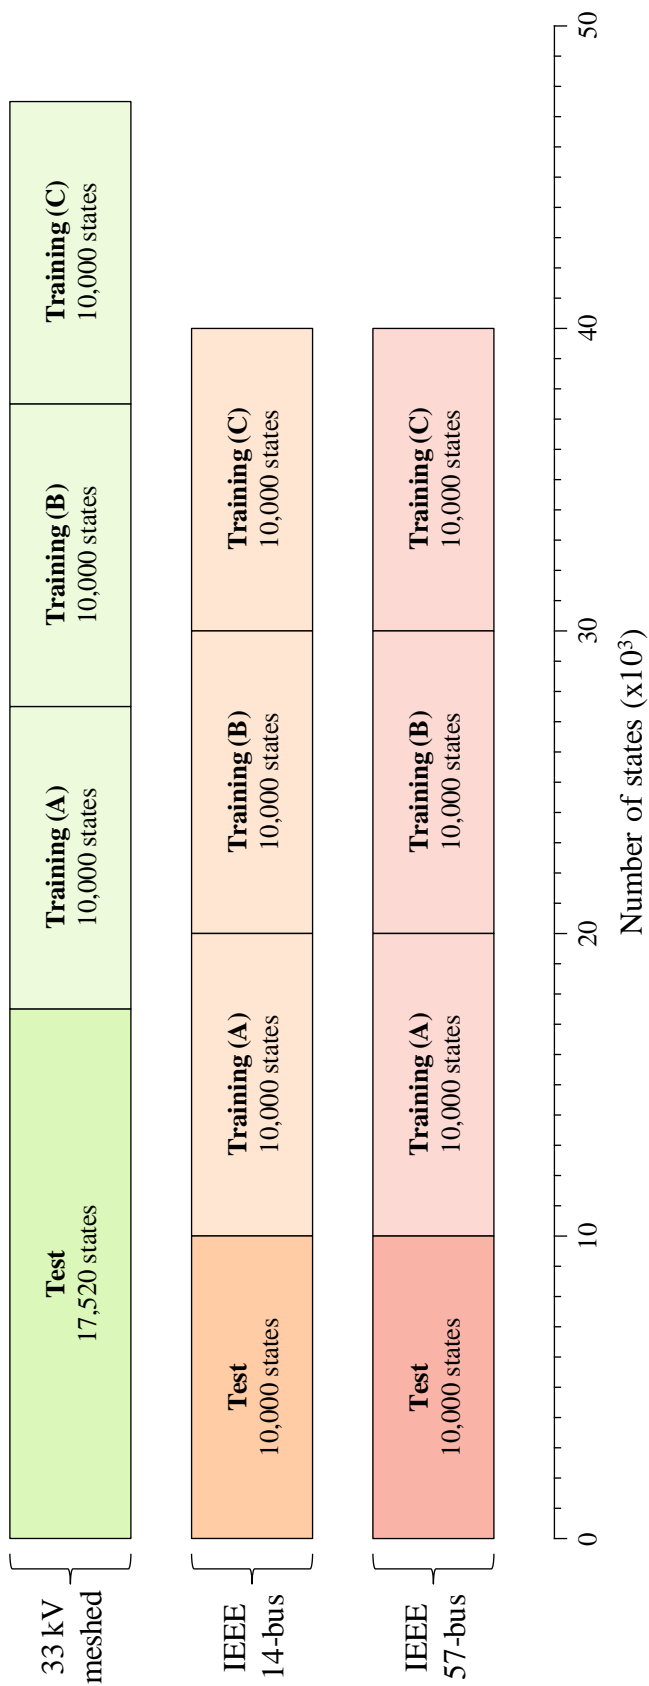 33 kV
meshed
Test
17,520 states
Training (A)
10,000 states
Training (B)
10,000 states
Training (C)
10,000 states
IEEE
14-bus
Test
10,000 states
Training (A)
10,000 states
Training (B)
10,000 states
Training (C)
10,000 states
IEEE
57-bus
Test
10,000 states
Training (A)
10,000 states
Training (B)
10,000 states
Training (C)
10,000 states
0 10 20 30 40 50
Number of states (x10³)